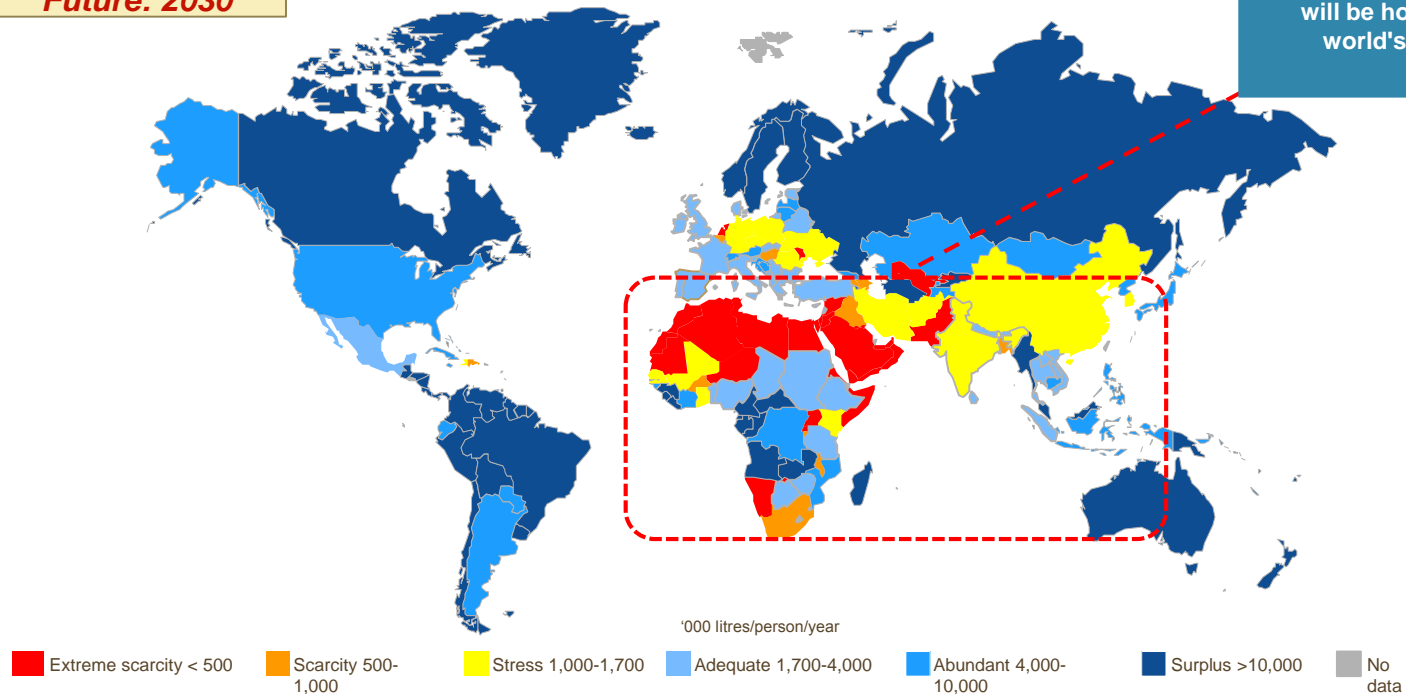 Future: 2030
will be ho
world's
‘000 litres/person/year
Extreme scarcity < 500
Scarcity 500-
1,000
Stress 1,000-1,700
Adequate 1,700-4,000
Abundant 4,000-
10,000
Surplus >10,000
No
data